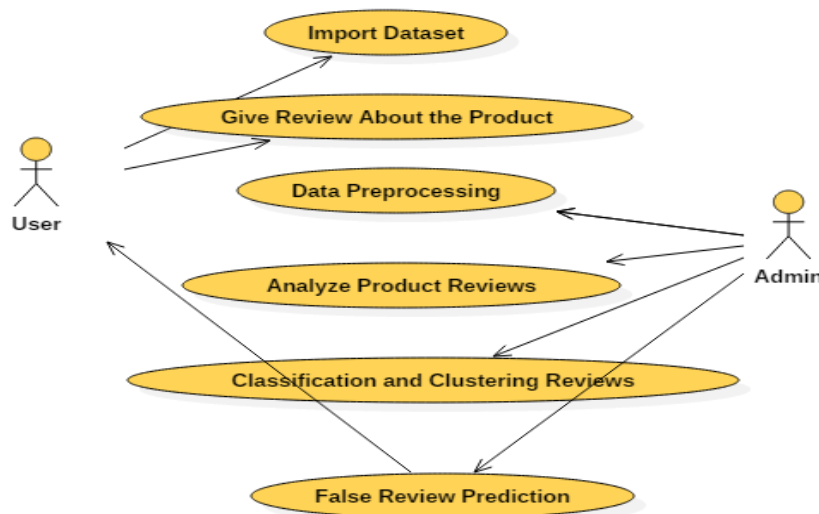 Import Dataset
Give Review About the Product
Data Preprocessing
User
Analyze Product Reviews
Admin
Classification and Clustering Reviews
False Review Prediction